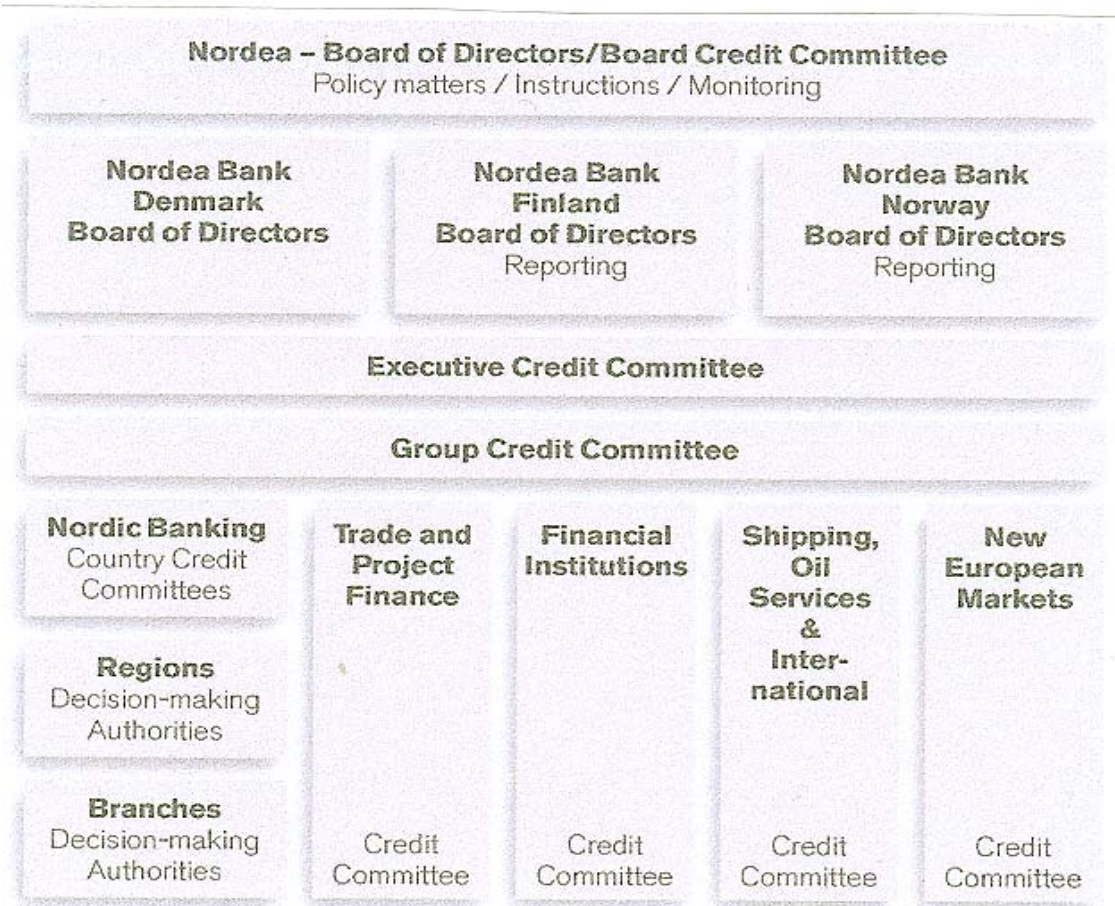 Nordea – Board of Directors/Board Credit Committee
Policy matters / Instructions / Monitoring
Nordea Bank
Denmark
Board of Directors
Nordea Bank
Finland
Board of Directors
Reporting
Nordea Bank
Norway
Board of Directors
Reporting
Executive Credit Committee
Group Credit Committee
Nordic Banking
Country Credit
Committees
Regions
Decision-making
Authorities
Branches
Decision-making
Authorities
Trade and
Project
Finance
Credit
Committee
Financial
Institutions
Credit
Committee
Shipping,
Oil
Services
&
Inter-
national
Credit
Committee
New
European
Markets
Credit
Committee